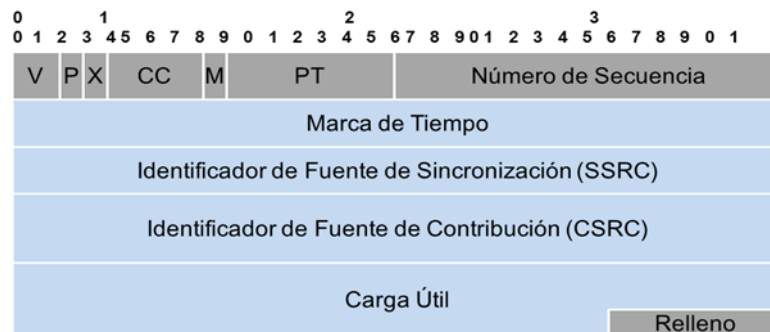 0 1 2 3
0 1 2 3 4 5 6 7 8 9 0 1 2 3 4 5 6 7 8 9 0 1 2 3 4 5 6 7 8 9 0 1
V P X CC M PT Número de Secuencia
Marca de Tiempo
Identificador de Fuente de Sincronización (SSRC)
Identificador de Fuente de Contribución (CSRC)
Carga Útil
Relleno